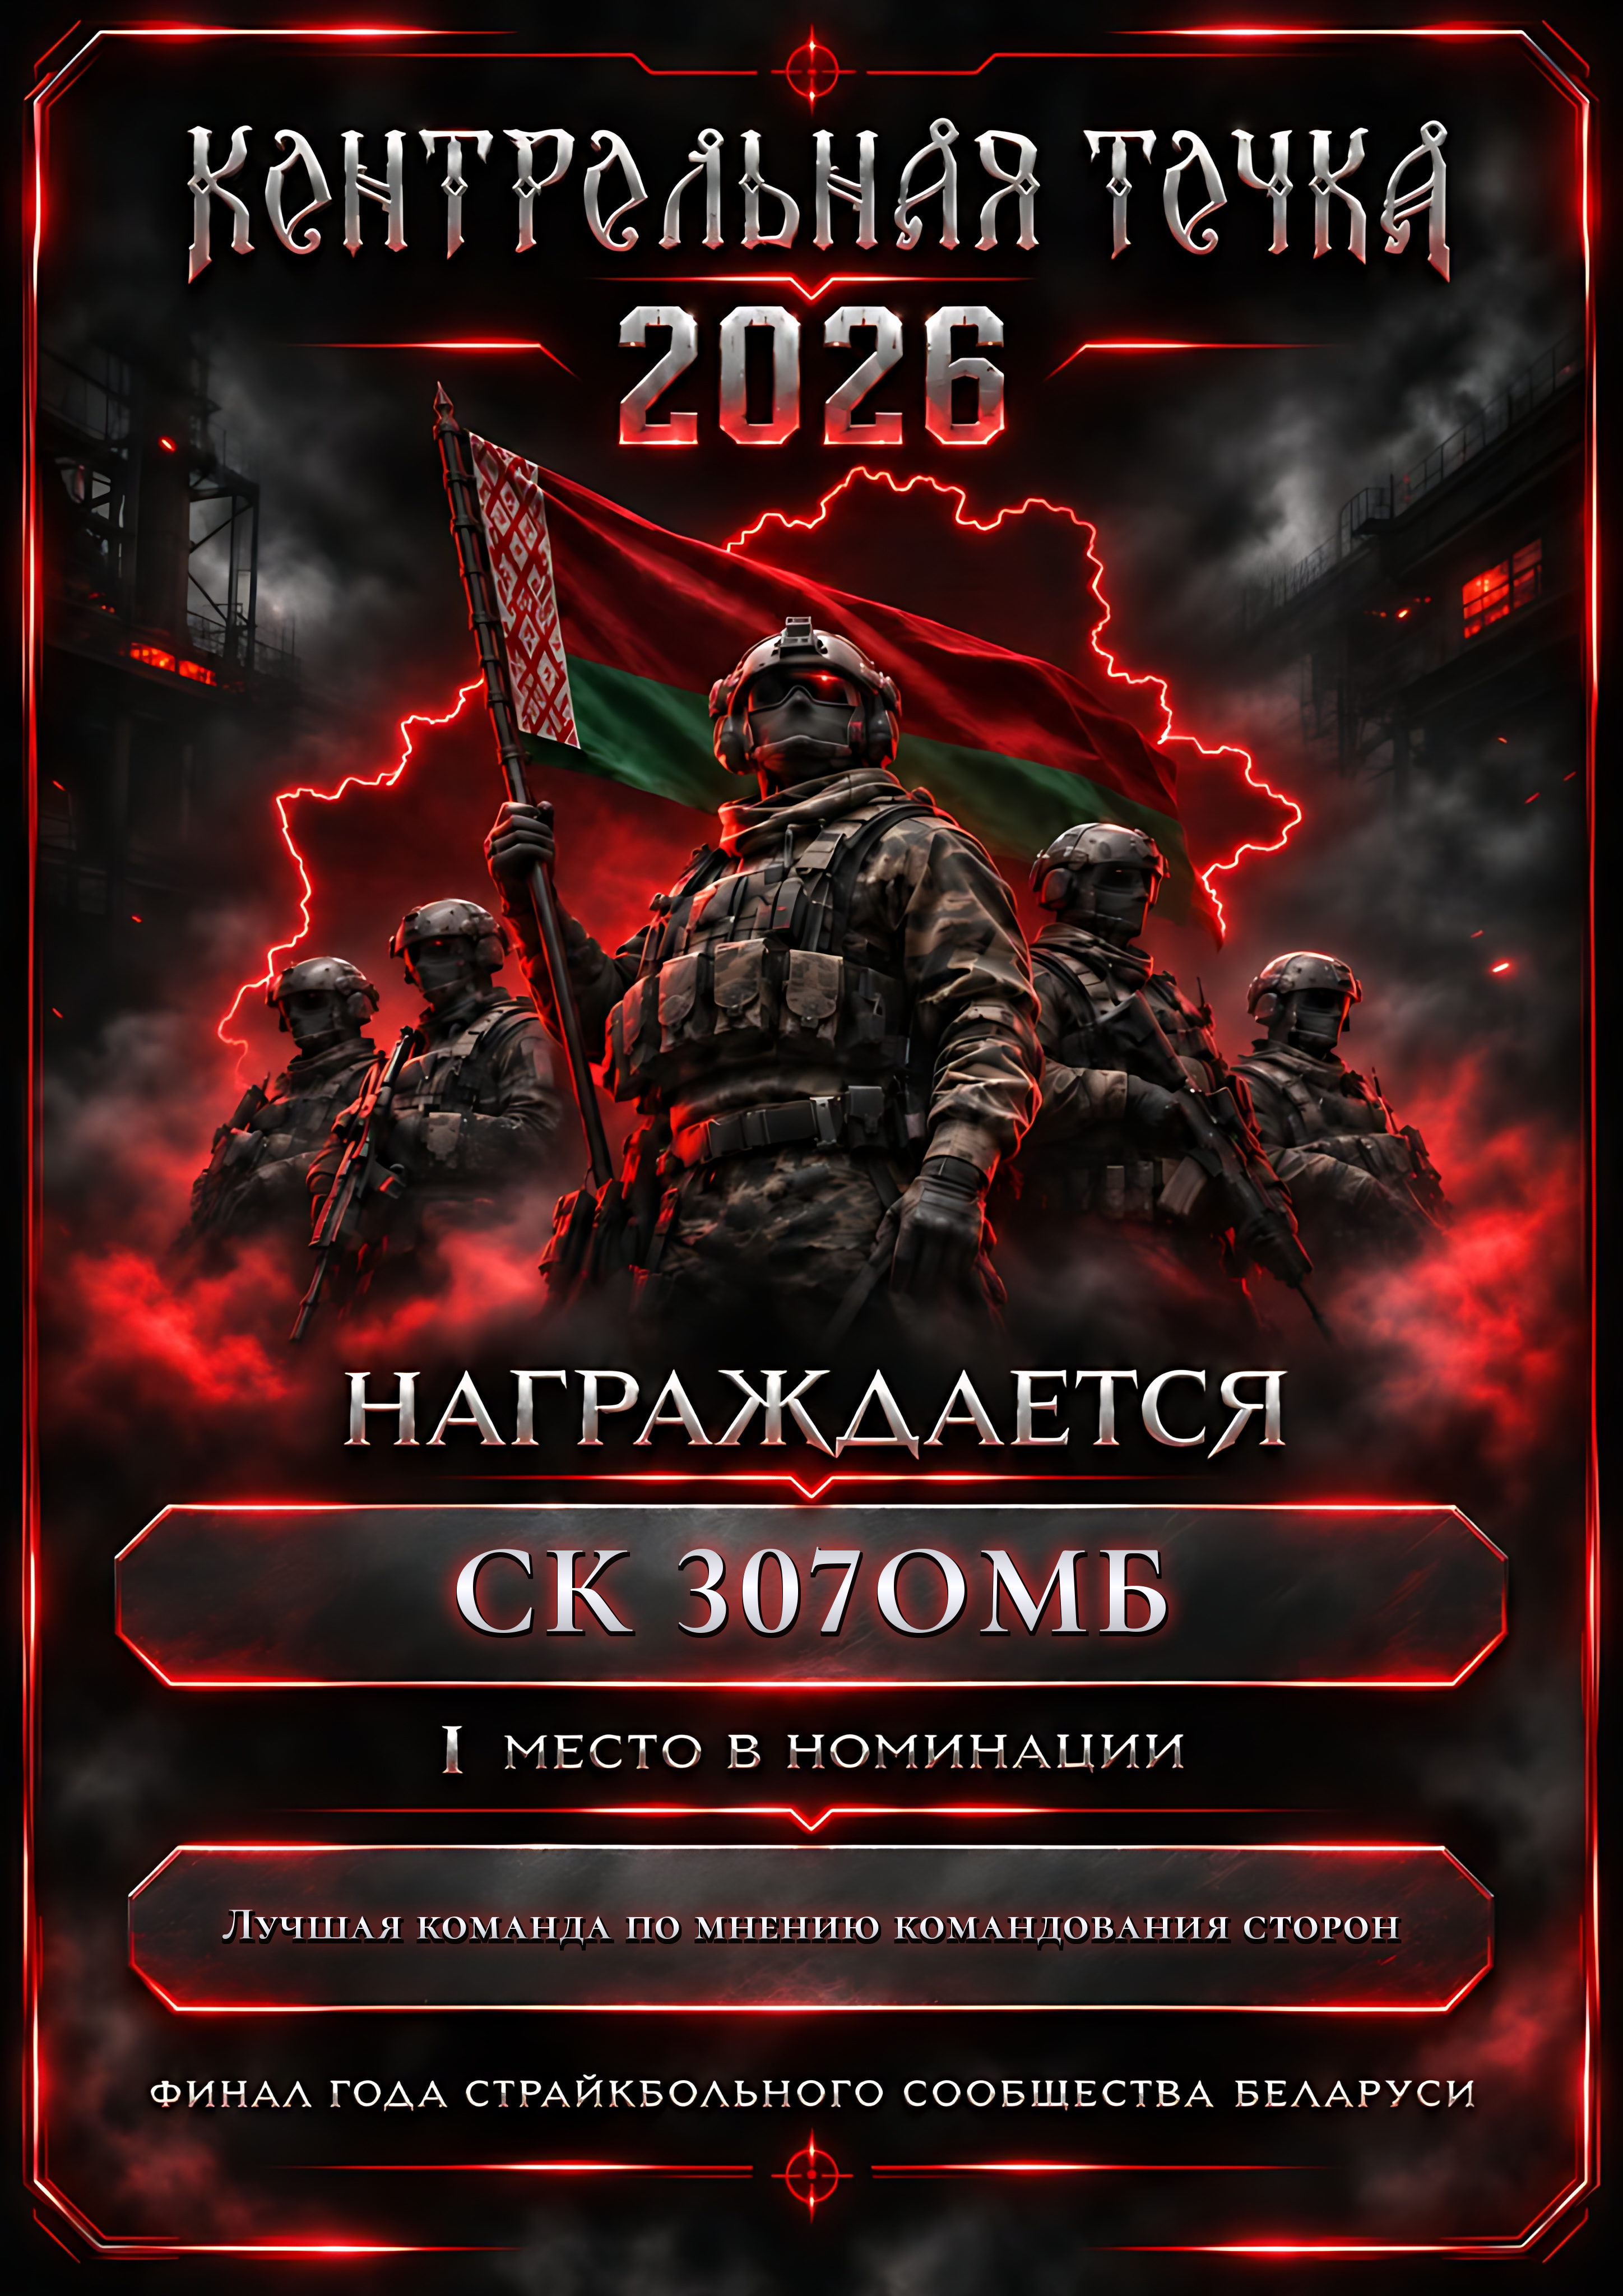 КОНТРОЛЬНАЯ ТОЧКА
2026
НАГРАЖДАЕТСЯ
СК 307ОМБ
I МЕСТО В НОМИНАЦИИ
Лучшая команда по мнению командования сторон
ФИНАЛ ГОДА СТРАЙКБОЛЬНОГО СООБЩЕСТВА БЕЛАРУСИ